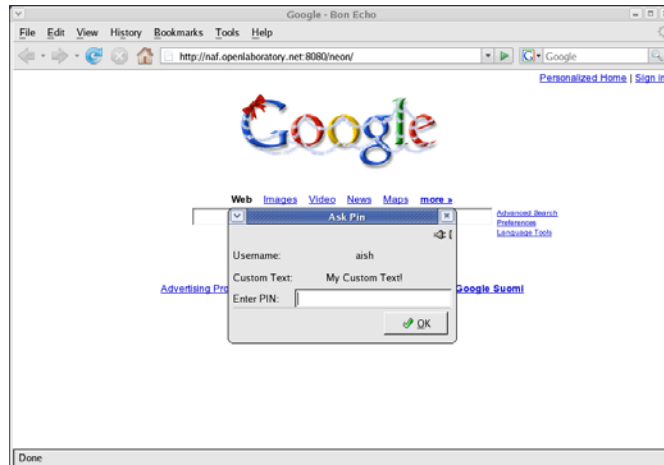 Google - Bon Echo
File Edit View History Bookmarks Tools Help
http://naf.openlaboratory.net:8080/neon/
G Google
Personalized Home | Sign in
Google
Web Images Video News Maps more »
Advanced Search
Preferences
Language Tools
Ask Pin
Username: aish
Custom Text: My Custom Text!
Advertising Pro
Google Suomi
Enter PIN:
OK
Done